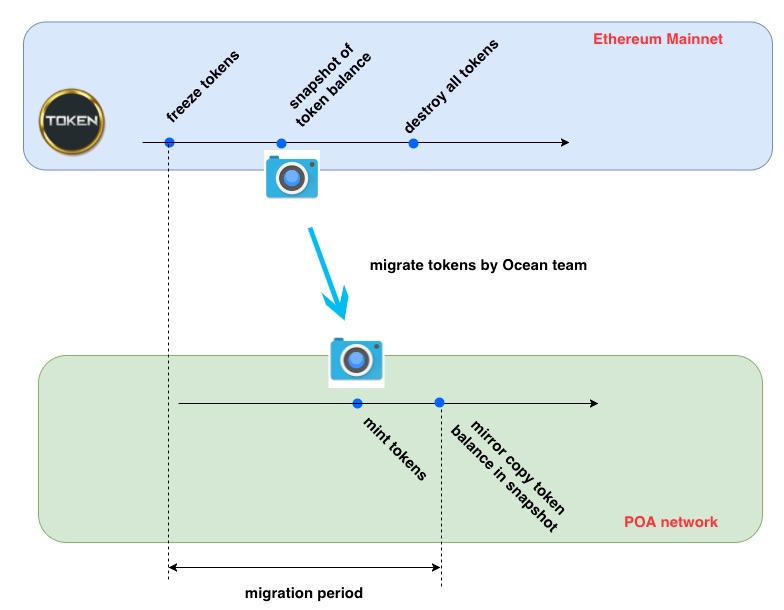 Ethereum Mainnet
freeze tokens
snapshot of
token balance
destroy all tokens
TOKEN
migrate tokens by Ocean team
mint tokens
mirror copy token
balance in snapshot
POA network
migration period